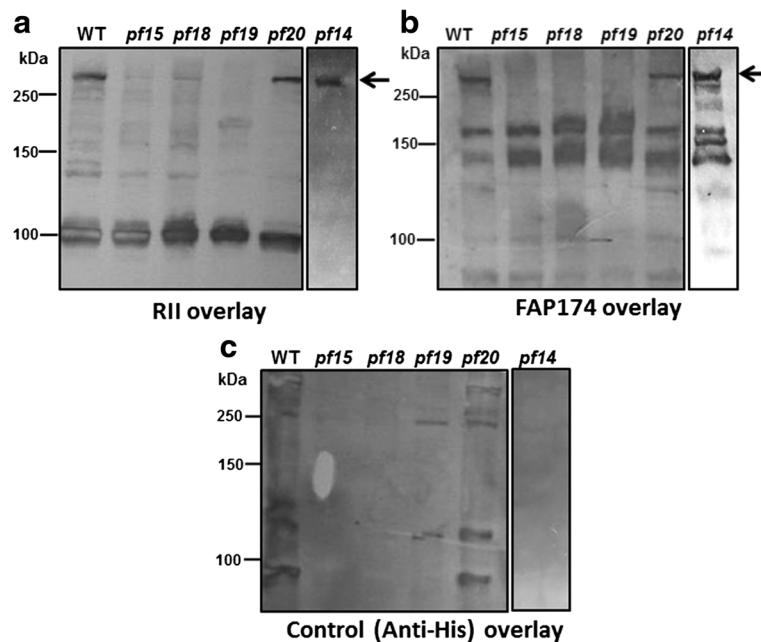 a
kDa
WT pf15 pf18 pf19 pf20 pf14
250
150
100
RII overlay
b
kDa
WT pf15 pf18 pf19 pf20 pf14
250
150
100
FAP174 overlay
c
kDa
WT pf15 pf18 pf19 pf20 pf14
250
150
100
Control (Anti-His) overlay